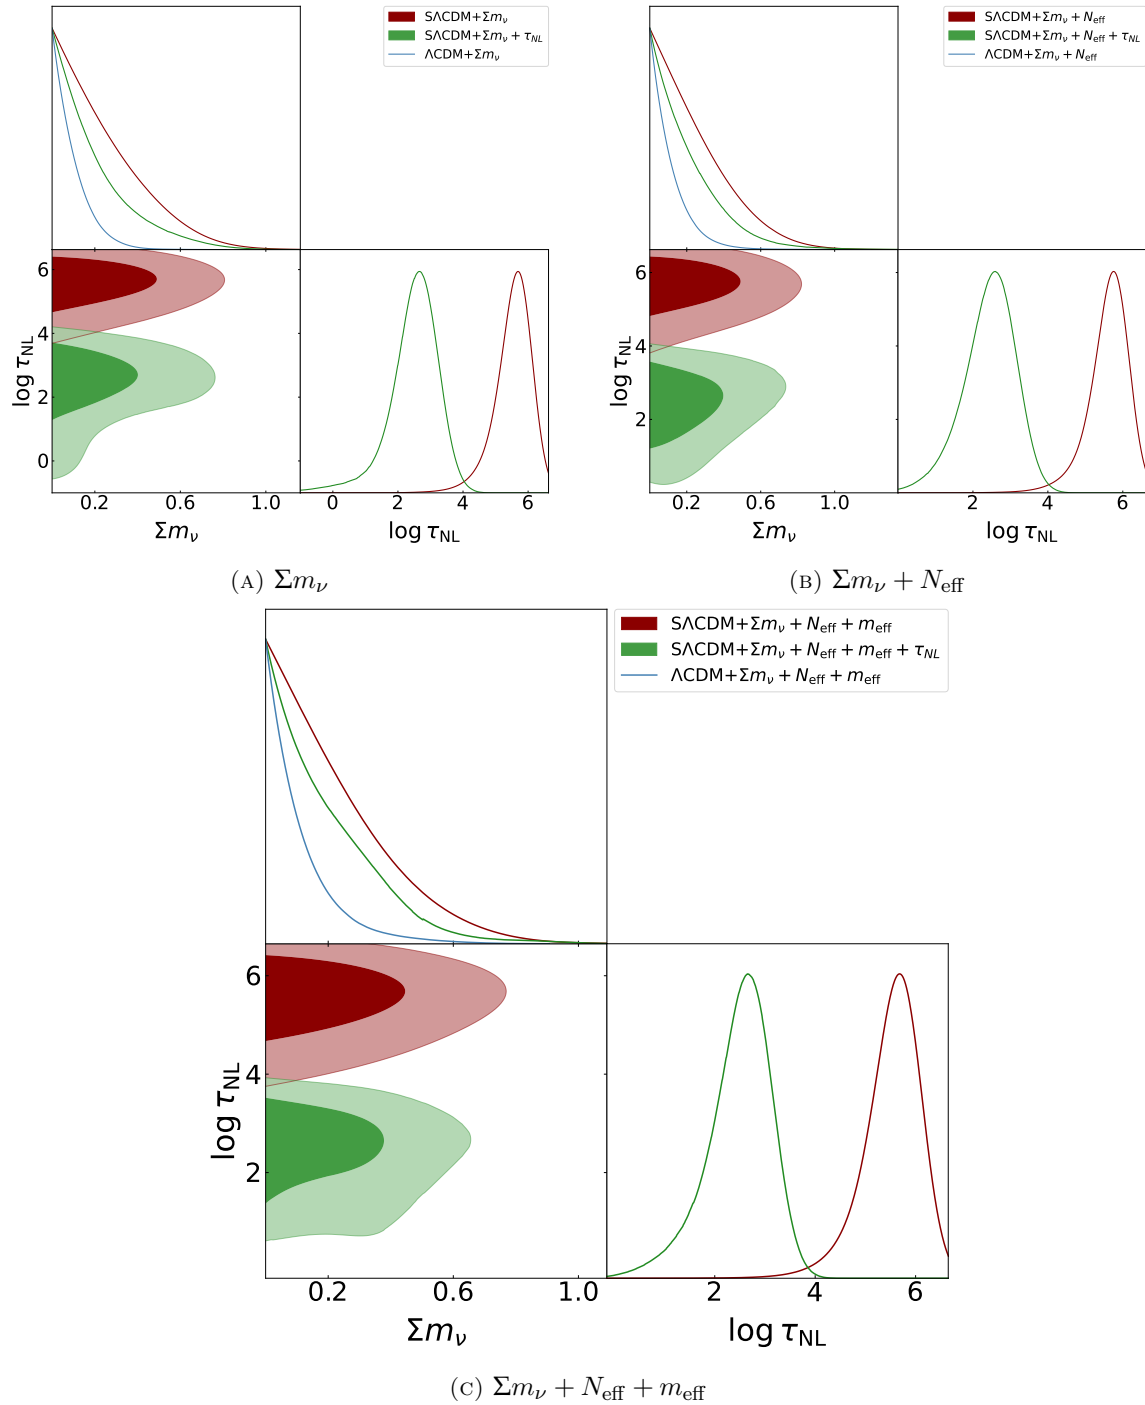 SΛCDM+Σmν
SΛCDM+Σmν + τNL
ΛCDM+Σmν
6
4
2
0
log τNL
0.2 0.6 1.0
Σmν
0 2 4 6
log τNL
(A) Σmν
SΛCDM+Σmν + Neff
SΛCDM+Σmν + Neff + τNL
ΛCDM+Σmν + Neff
6
4
2
log τNL
0.2 0.6 1.0
Σmν
2 4 6
log τNL
(B) Σmν + Neff
SΛCDM+Σmν + Neff + meff
SΛCDM+Σmν + Neff + meff + τNL
ΛCDM+Σmν + Neff + meff
6
4
2
log τNL
0.2 0.6 1.0
Σmν
2 4 6
log τNL
(C) Σmν + Neff + meff